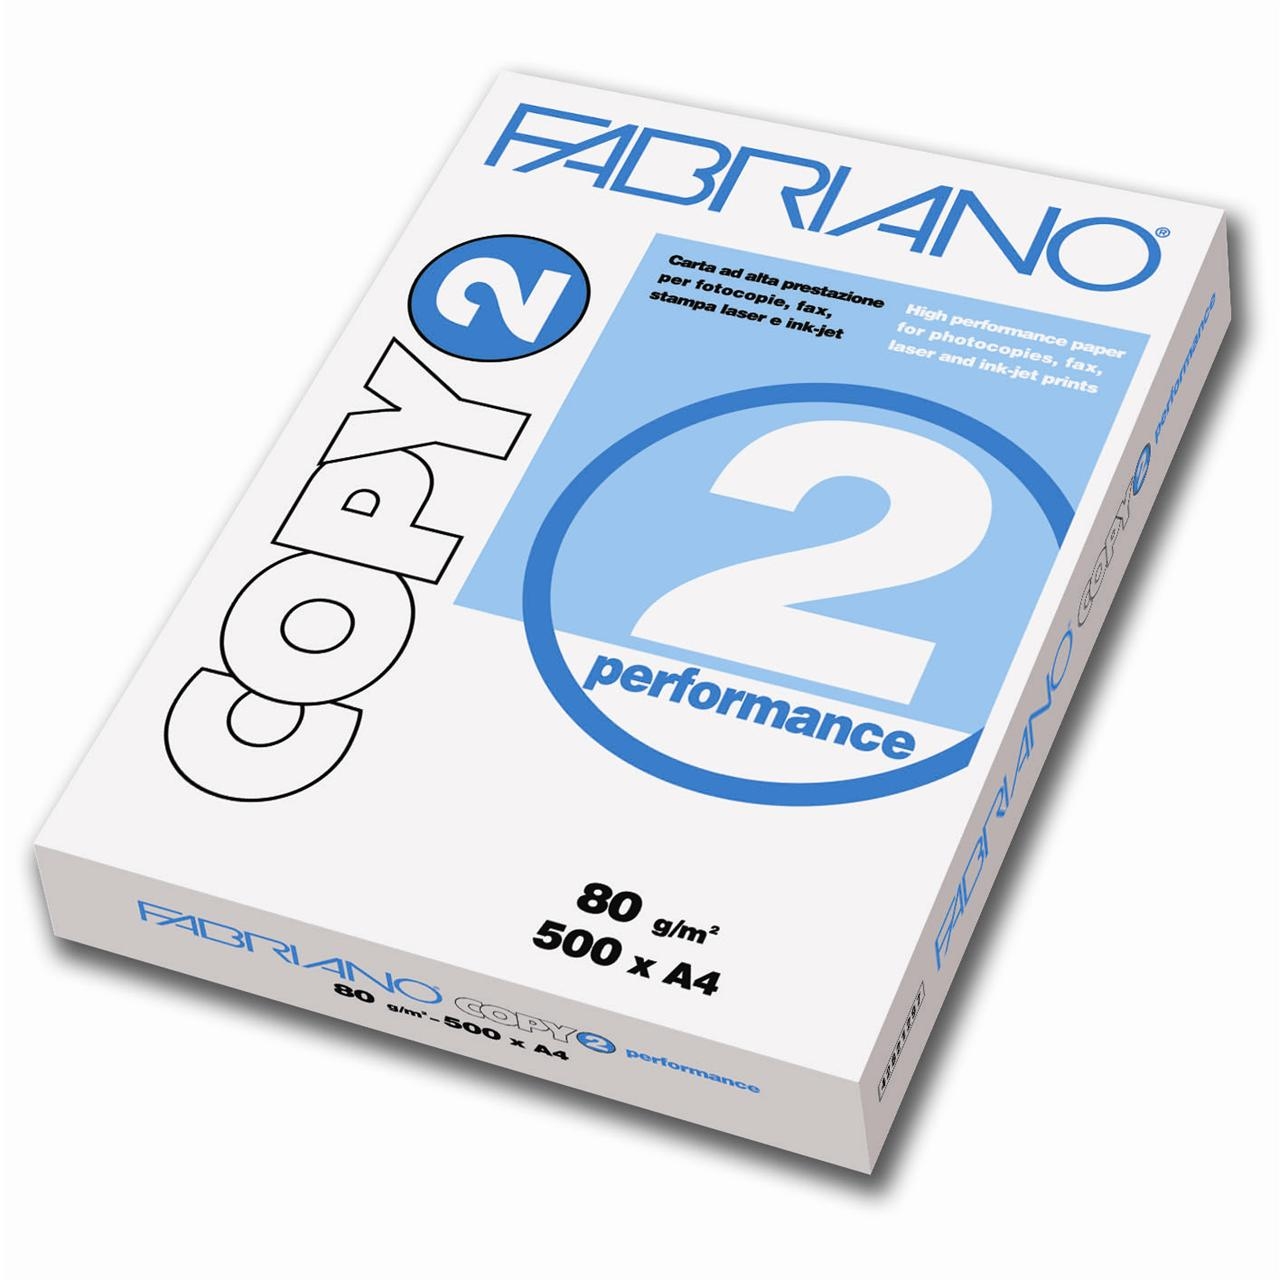 FABRIANO®
COPY 2
Carta ad alta prestazione
per fotocopie, fax,
stampa laser e ink-jet
High performance paper
for photocopies, fax,
laser and ink-jet prints
2
performance
80 g/m²
500 x A4
FABRIANO® COPY 2 performance
80 g/m² – 500 x A4
FABRIANO® COPY 2 performance